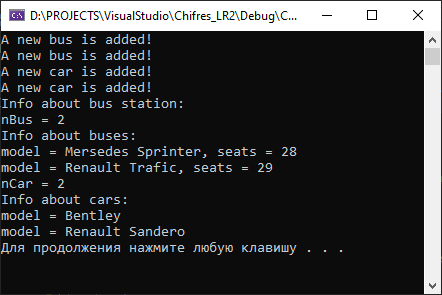 D:\PROJECTS\VisualStudio\Chifres_LR2\Debug\C...
A new bus is added!
A new bus is added!
A new car is added!
A new car is added!
Info about bus station:
nBus = 2
Info about buses:
model = Mersedes Sprinter, seats = 28
model = Renault Trafic, seats = 29
nCar = 2
Info about cars:
model = Bentley
model = Renault Sandero
Для продолжения нажмите любую клавишу . . .